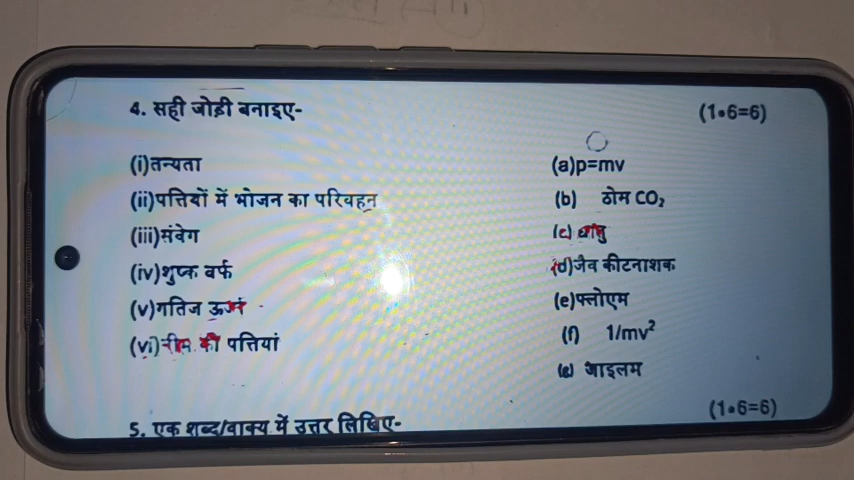 4. सही जोडी बनाइए- (1•6=6)
(i)तन्यता (a)p=mv
(ii)पत्तियों में भोजन का परिवहन (b) ठोम CO₂
(iii)संवेग (c) धातु
(iv)शुष्क बर्फ (d)जैव कीटनाशक
(v)गतिज ऊर्जा (e)फ्लोएम
(vi)नीम की पत्तियां (f) 1/mv²
जाइलम
(1•6=6)
5. एक शब्द/वाक्य में उत्तर लिखिए-